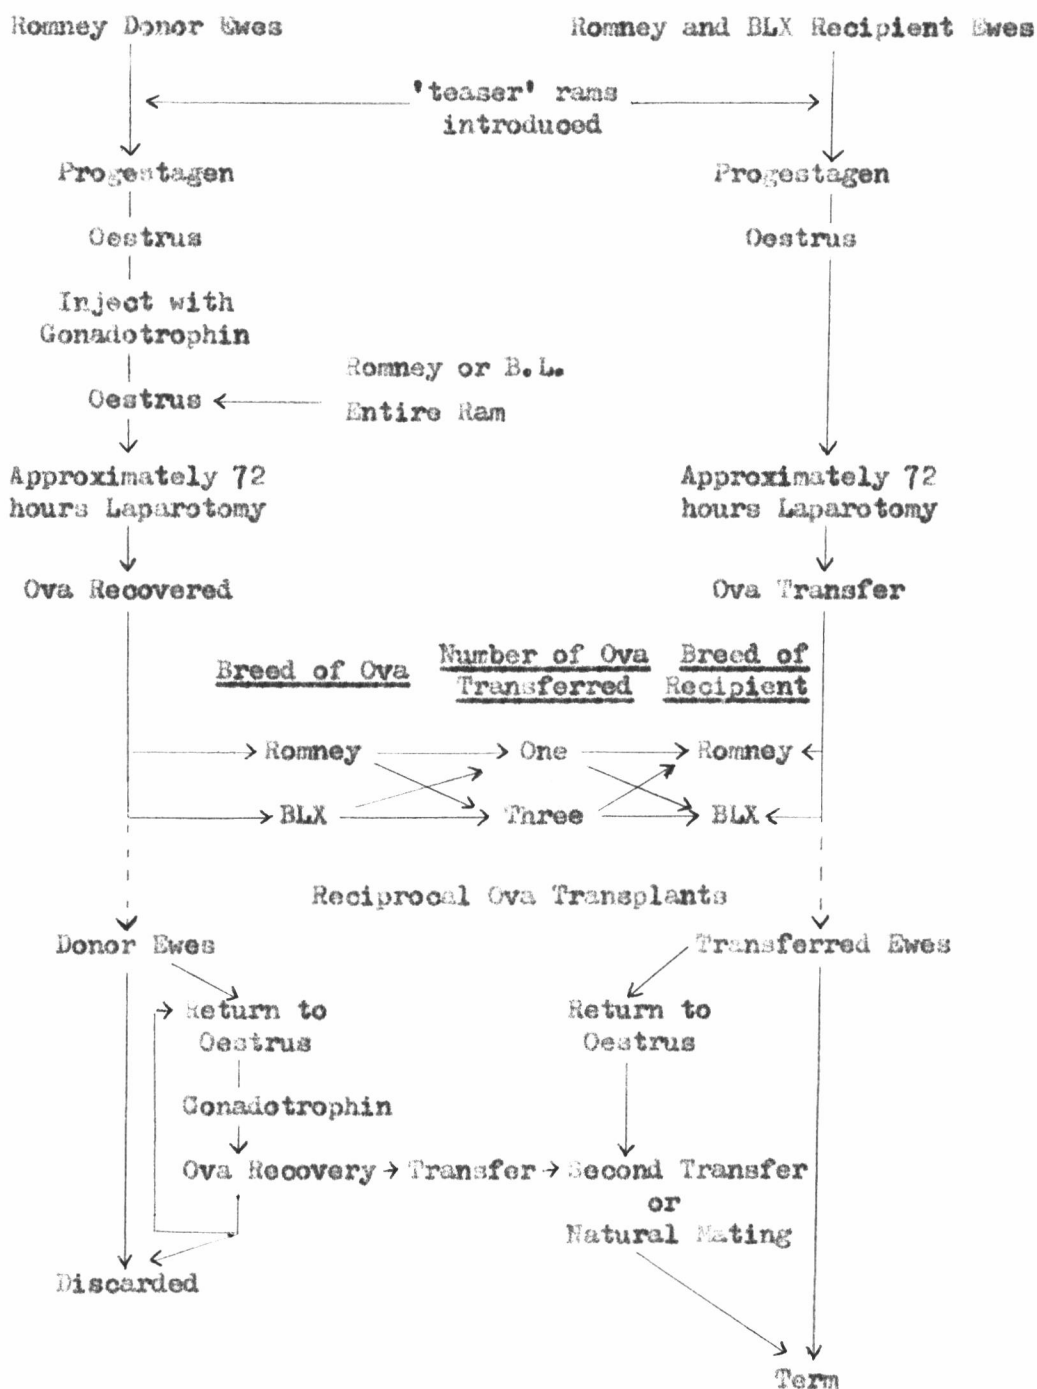 Romney Donor Ewes
Romney and BLX Recipient Ewes
'teaser' rams
introduced
Progestagen
Progestagen
Oestrus
Oestrus
Inject with
Gonadotrophin
Romney or B.L.
Oestrus
Entire Ram
Approximately 72
hours Laparotomy
Approximately 72
hours Laparotomy
Ova Recovered
Ova Transfer
Breed of Ova
Number of Ova
Transferred
Breed of
Recipient
Romney
One
Romney
BLX
Three
BLX
Reciprocal Ova Transplants
Donor Ewes
Transferred Ewes
Return to
Oestrus
Return to
Oestrus
Gonadotrophin
Ova Recovery
Transfer
Second Transfer
or
Natural Mating
Discarded
Term